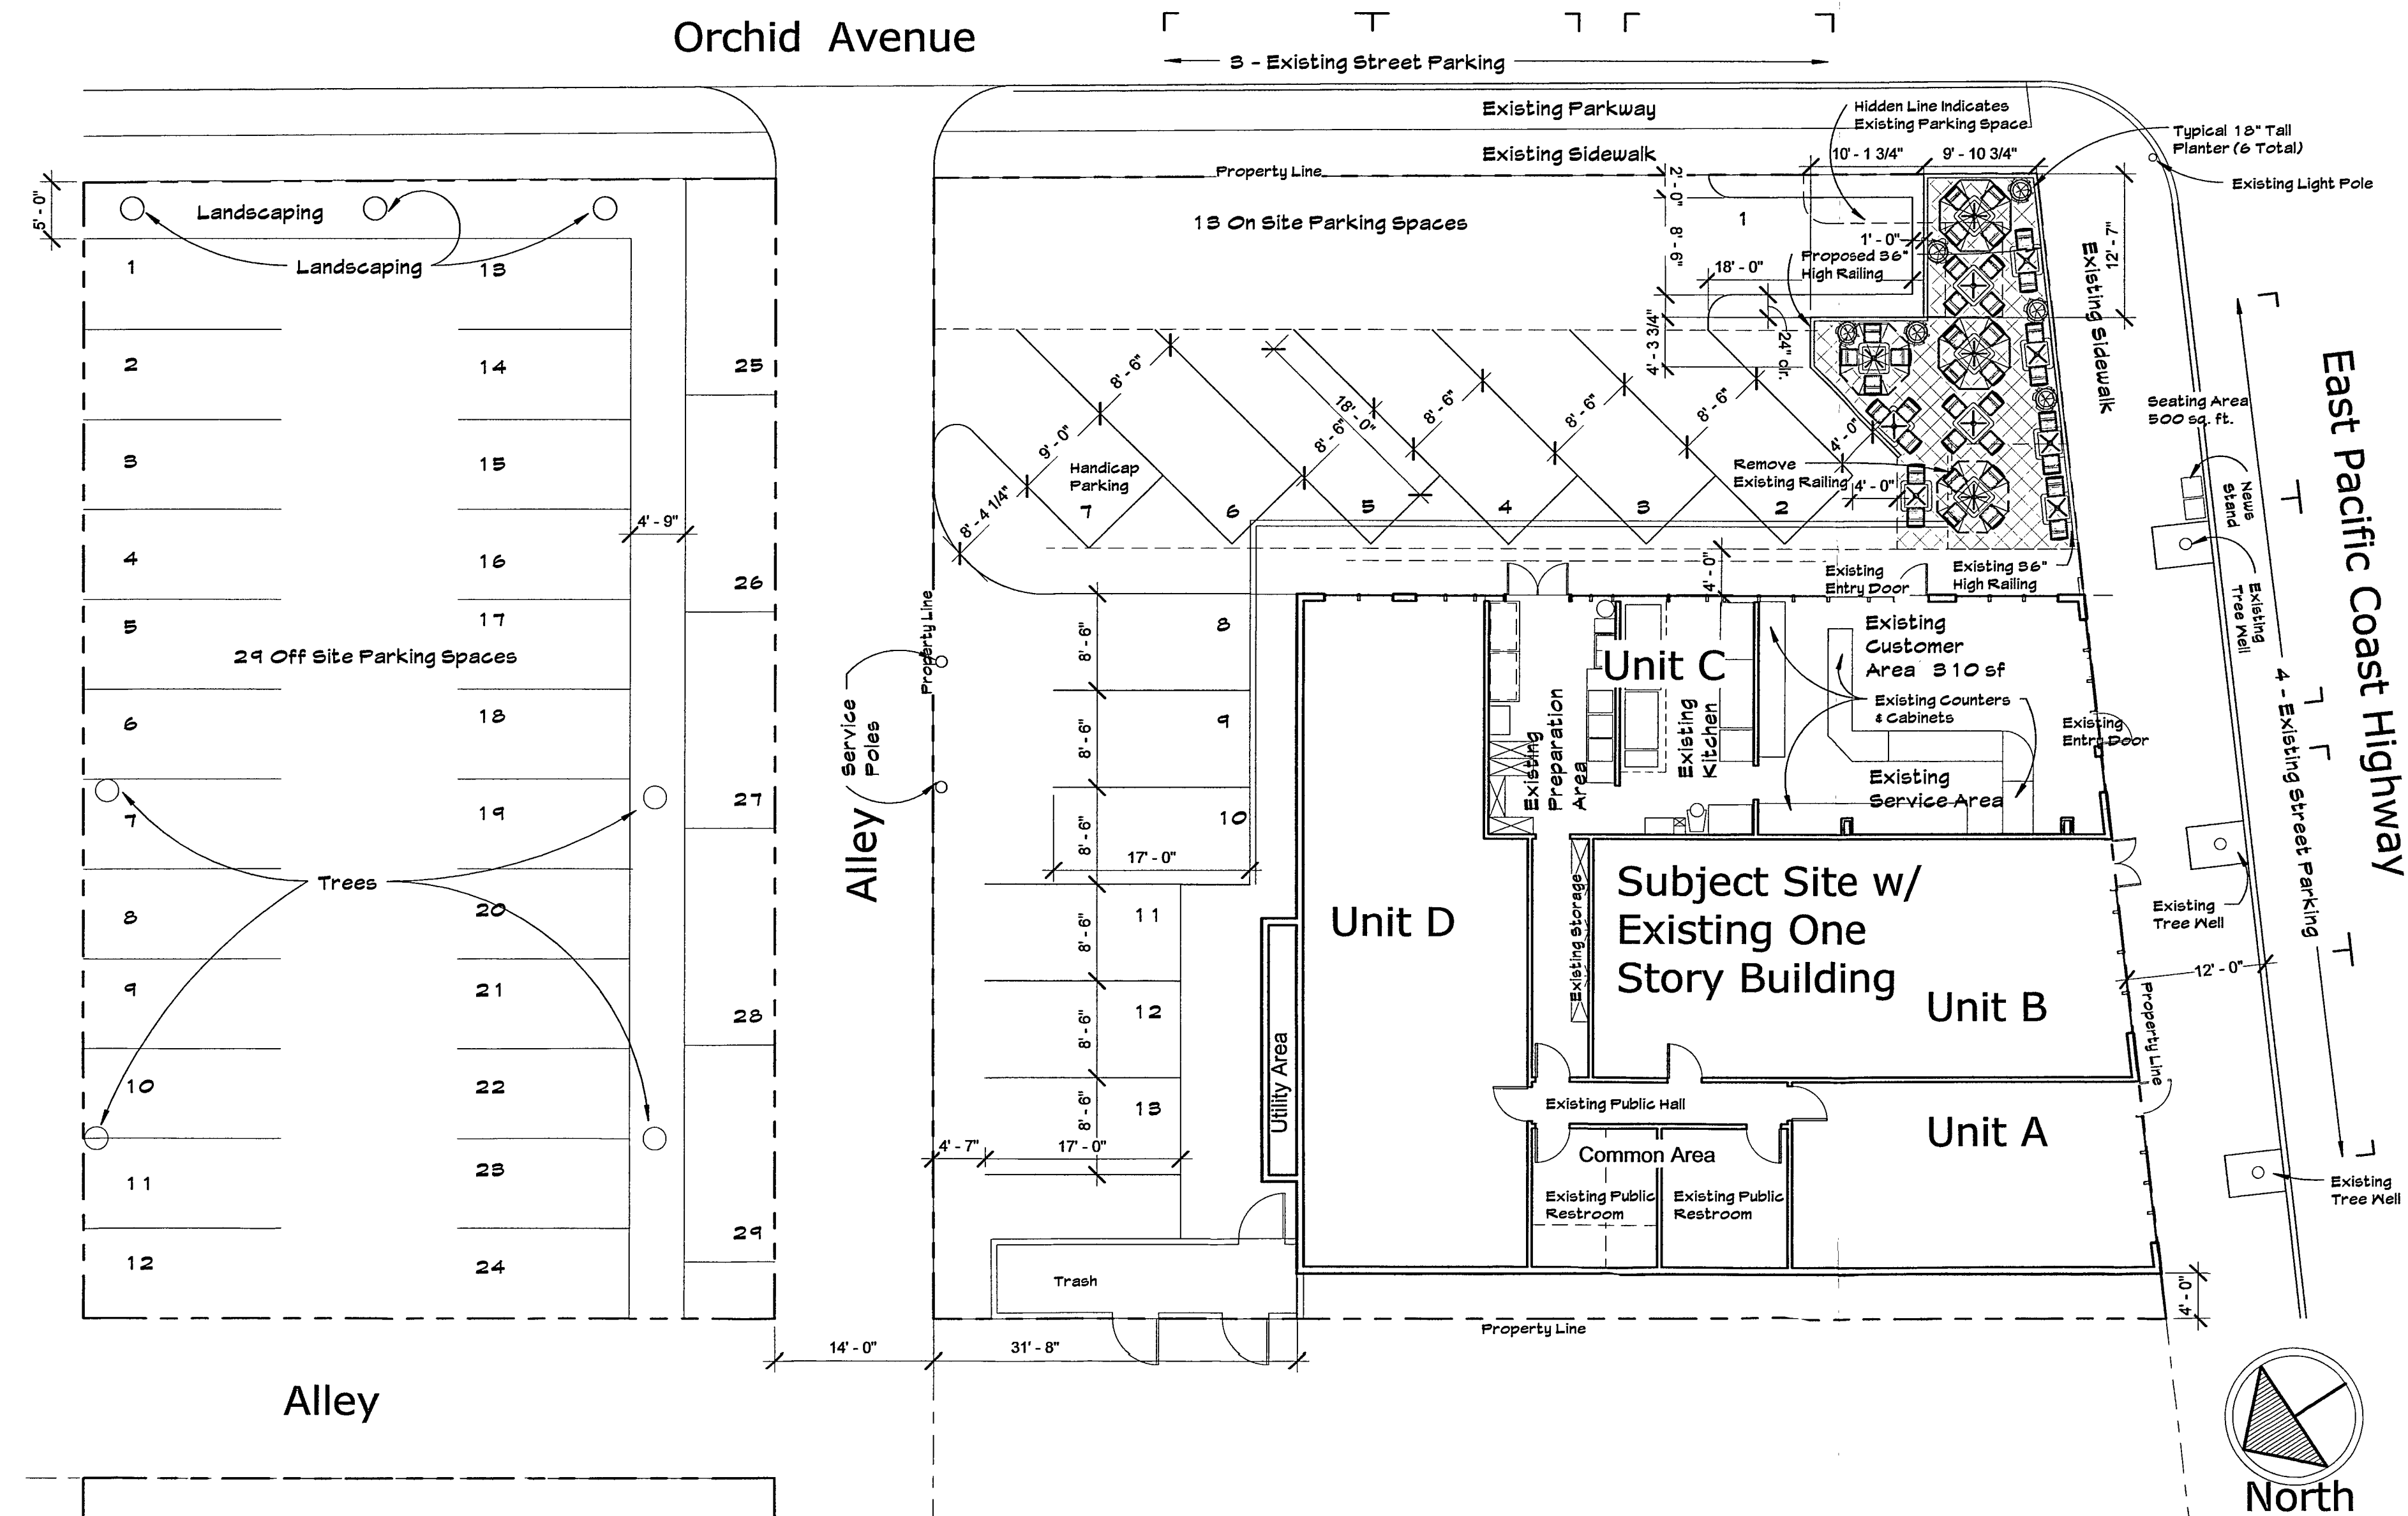 Orchid Avenue
3 - Existing Street Parking
Existing Parkway
Hidden Line Indicates
Existing Parking Space
Typical 18" Tall
Planter (6 Total)
Existing Sidewalk
10' - 1 3/4"
9' - 10 3/4"
Property Line
Existing Light Pole
5' - 0"
Landscaping
Landscaping
13 On Site Parking Spaces
2' - 0"
8' - 6"
4' - 3 3/4"
1
1' - 0"
Proposed 36"
High Railing
18' - 0"
24" clr.
12' - 7"
Existing Sidewalk
East Pacific Coast Highway
4 - Existing Street Parking
Seating Area
500 sq. ft.
News
Stand
Existing
Tree Well
1
2
3
4
5
6
7
8
9
10
11
12
13
14
15
16
17
18
19
20
21
22
23
24
25
26
27
28
29
4' - 9"
29 Off Site Parking Spaces
Trees
8' - 4 1/4"
9' - 0"
8' - 6"
18' - 0"
8' - 6"
8' - 6"
8' - 6"
8' - 6"
4' - 0"
Handicap
Parking
7
6
5
4
3
2
Remove
Existing Railing
4' - 0"
4' - 0"
Existing
Entry Door
Existing 36"
High Railing
Property Line
Service
Poles
Alley
8' - 6"
8' - 6"
8' - 6"
8' - 6"
8' - 6"
8' - 6"
8
9
10
17' - 0"
11
12
13
4' - 7"
17' - 0"
Unit C
Existing
Preparation
Area
Existing
Kitchen
Existing
Customer
Area 310 sf
Existing Counters
& Cabinets
Existing
Service Area
Existing
Entry Door
Unit D
Existing Storage
Subject Site w/
Existing One
Story Building
Unit B
Existing
Tree Well
12' - 0"
Property Line
Utility Area
Existing Public Hall
Unit A
Common Area
Existing Public
Restroom
Existing Public
Restroom
Existing
Tree Well
Trash
4' - 0"
Property Line
14' - 0"
31' - 8"
Alley
North